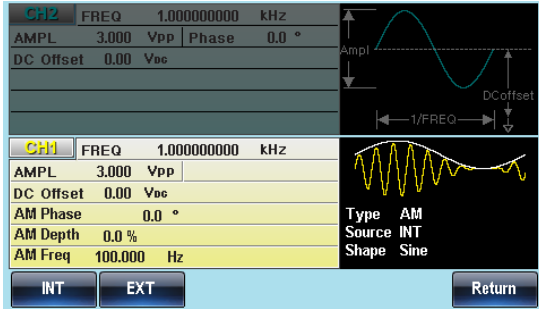 CH2 FREQ 1.000000000 kHz
AMPL 3.000 Vpp Phase 0.0 °
DC Offset 0.00 VDC
Ampl
DCoffset
1/FREQ
CH1 FREQ 1.000000000 kHz
AMPL 3.000 Vpp
DC Offset 0.00 VDC
AM Phase 0.0 °
AM Depth 0.0 %
AM Freq 100.000 Hz
Type AM
Source INT
Shape Sine
INT EXT Return